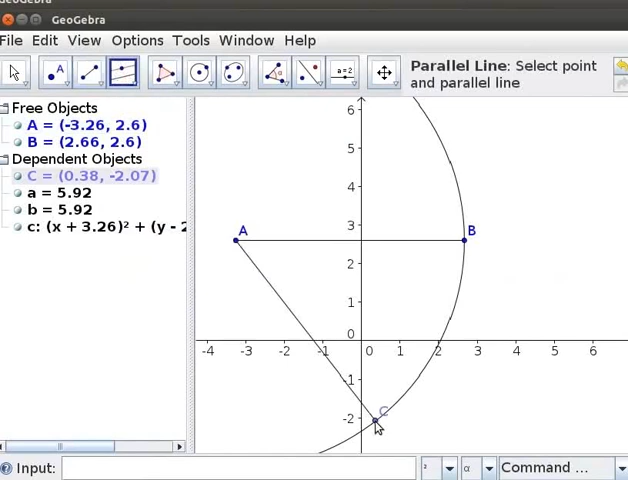 GeoGebra
GeoGebra
File Edit View Options Tools Window Help
A
a = 2
Parallel Line: Select point
and parallel line
Free Objects
A = (-3.26, 2.6)
B = (2.66, 2.6)
Dependent Objects
C = (0.38, -2.07)
a = 5.92
b = 5.92
c: (x + 3.26)² + (y - 2
6
5
4
3
2
1
0
-1
-2
-4 -3 -2 -1 0 1 2 3 4 5 6
A
B
C
Input:
²
α
Command ...